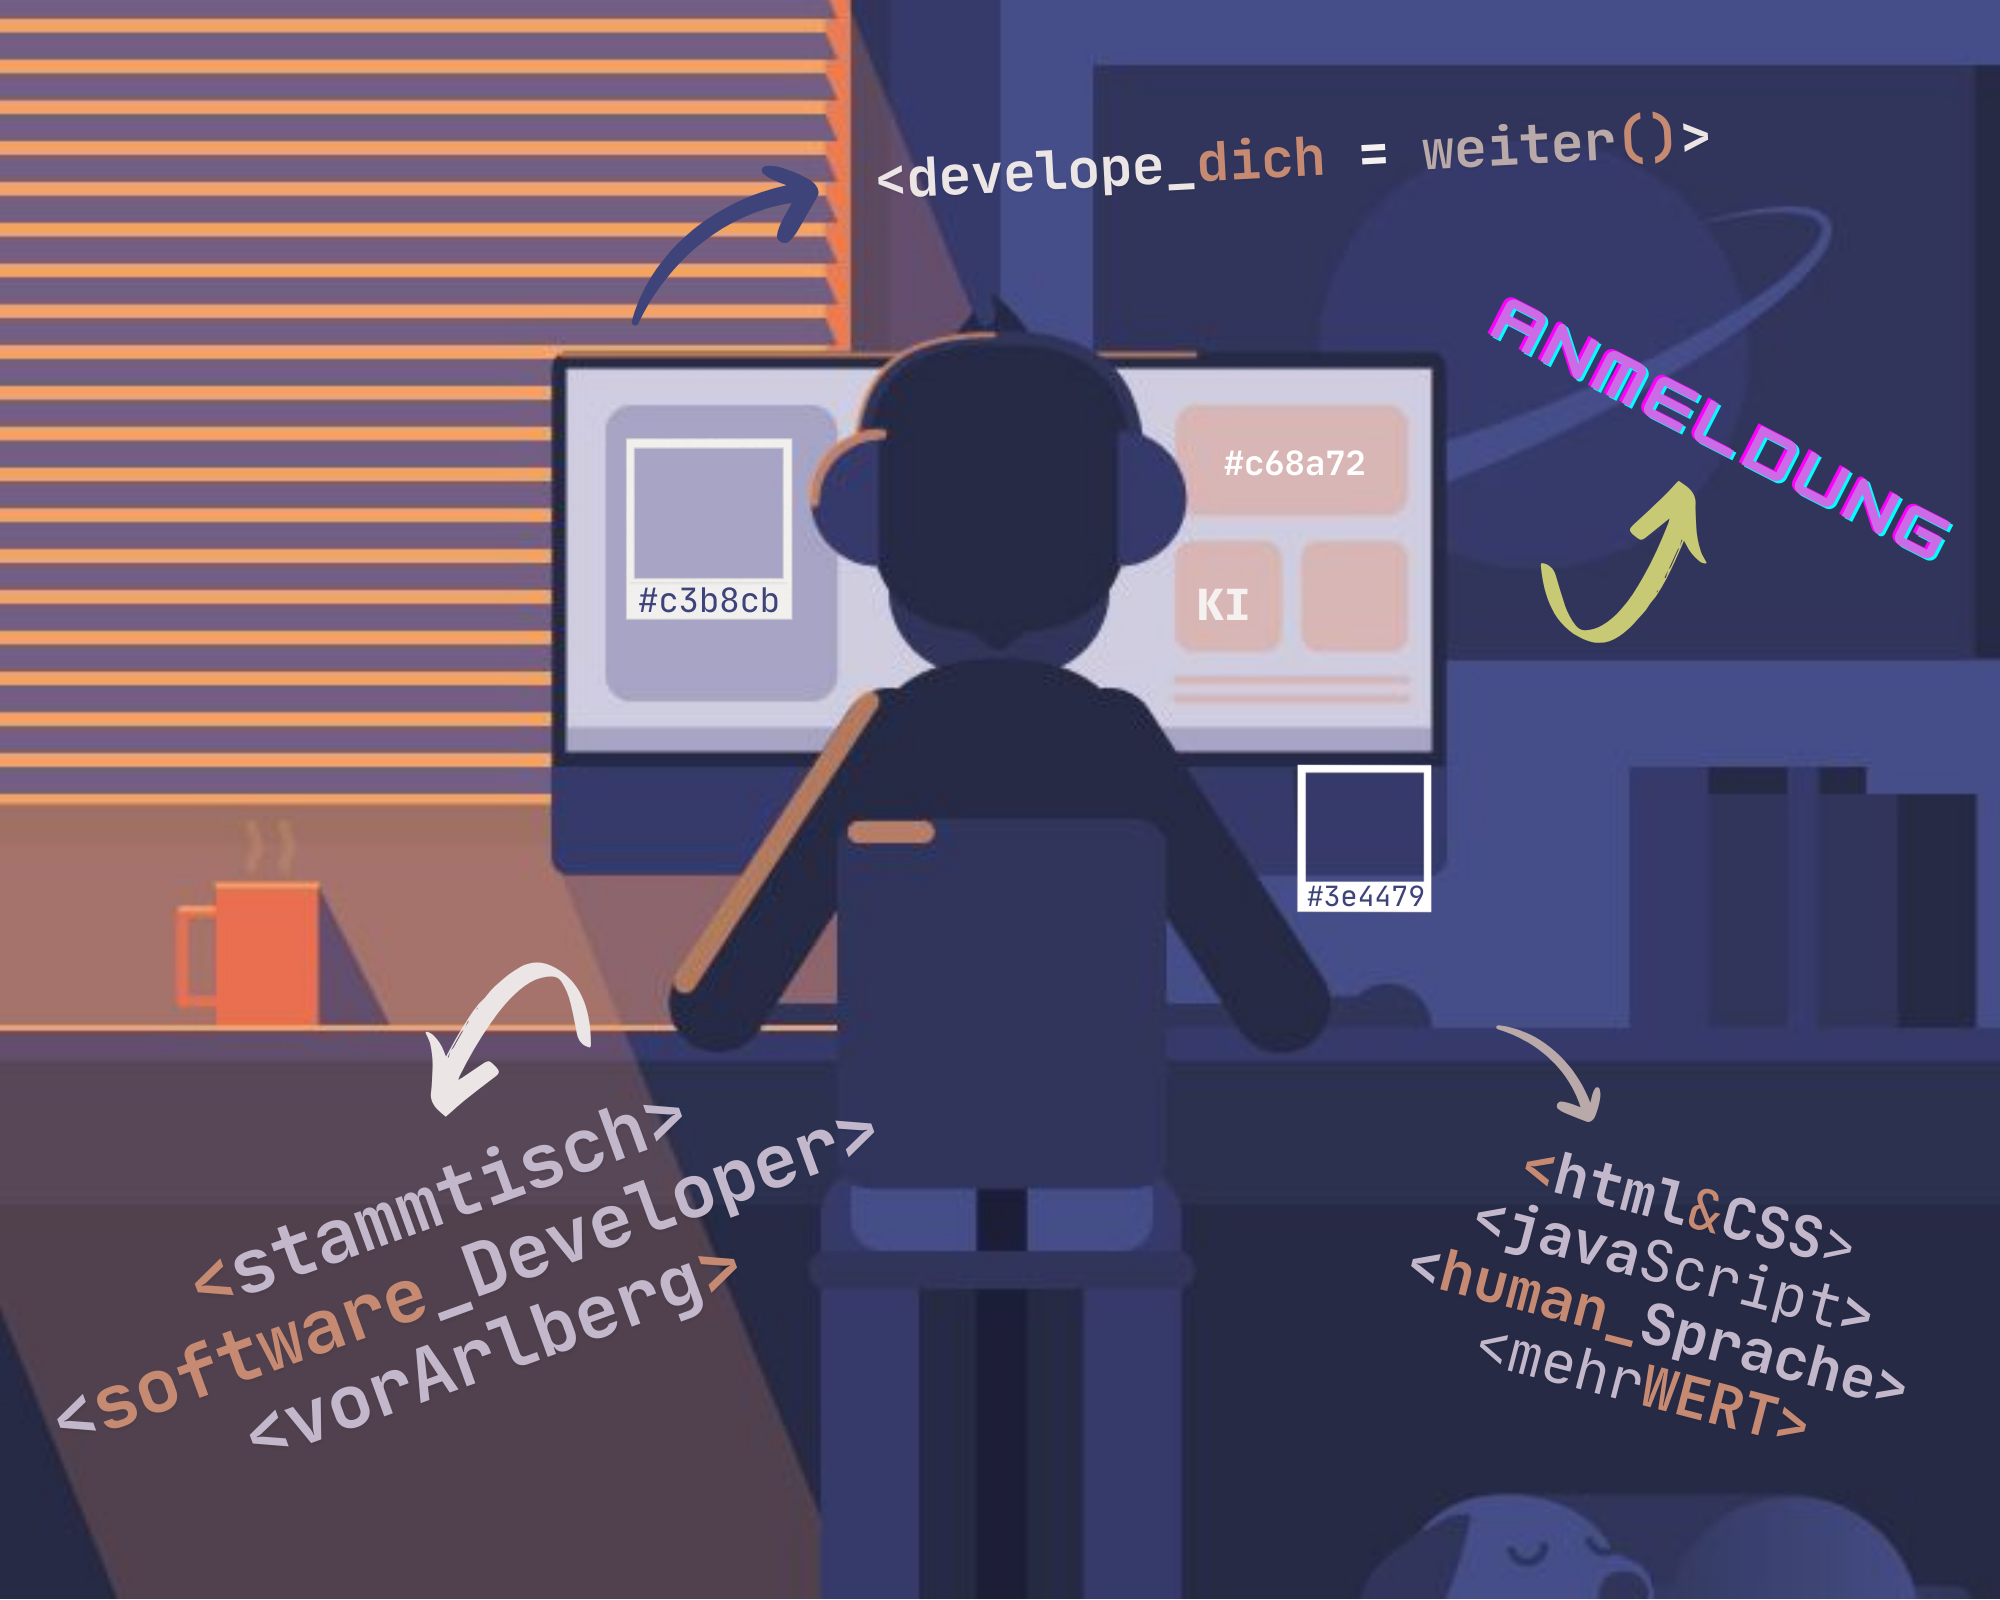 <develope_dich = weiter()>
ANMELDUNG
#c68a72
#c3b8cb
KI
#3e4479
<stammtisch>
<software_Developer>
<vorArlberg>
<html&CSS>
<javaScript>
<human_Sprache>
<mehrWERT>